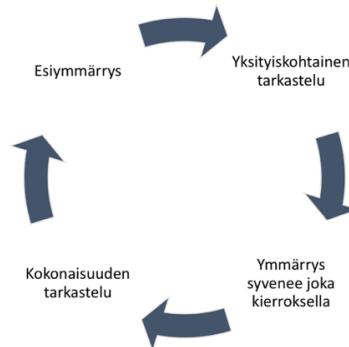 Esiymmärrys
Yksityiskohtainen
tarkastelu
Ymmärrys
syvenee joka
kierroksella
Kokonaisuuden
tarkastelu